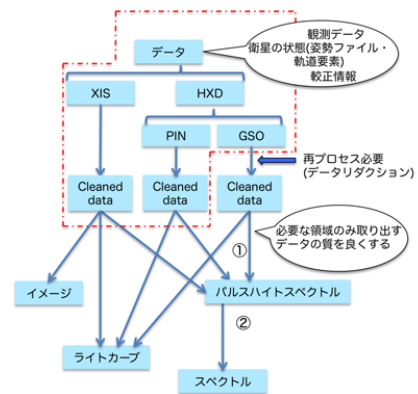 データ
観測データ
衛星の状態(姿勢ファイル・
軌道要素)
較正情報
XIS
HXD
PIN
GSO
再プロセス必要
(データリダクション)
Cleaned
data
Cleaned
data
Cleaned
data
必要な領域のみ取り出す
データの質を良くする
①
イメージ
パルスハイトスペクトル
②
ライトカーブ
スペクトル